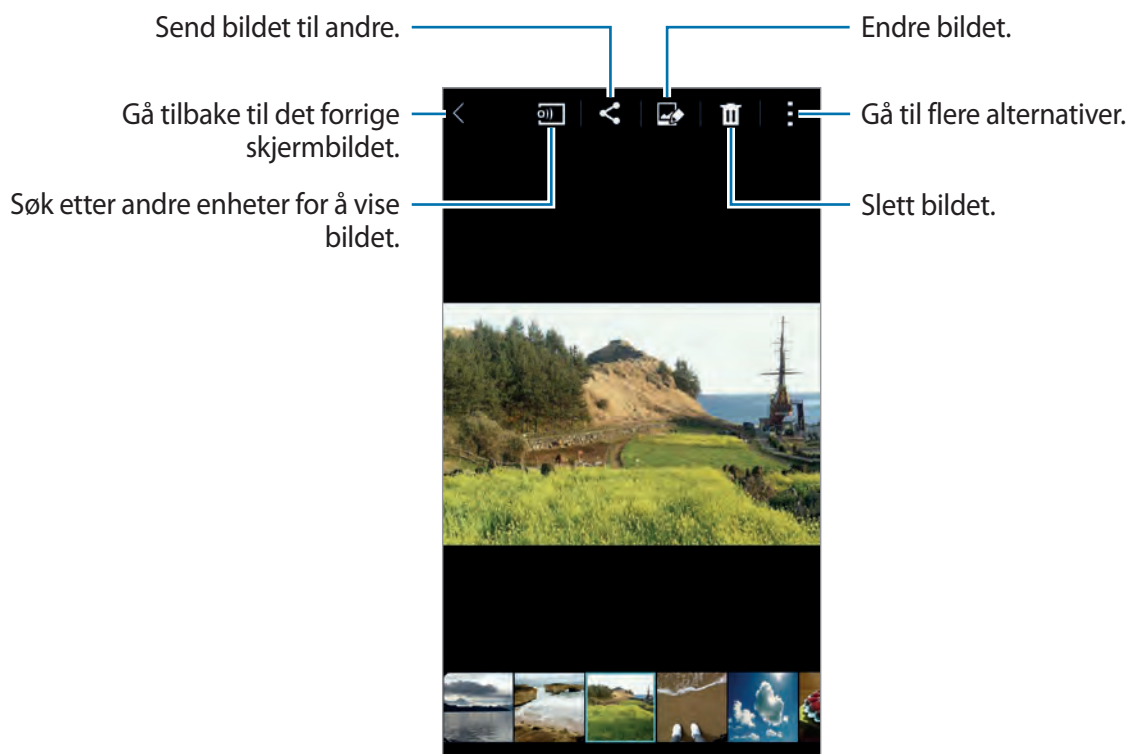 Send bildet til andre.
Endre bildet.
Gå tilbake til det forrige
skjermbildet.
Gå til flere alternativer.
Søk etter andre enheter for å vise
bildet.
Slett bildet.